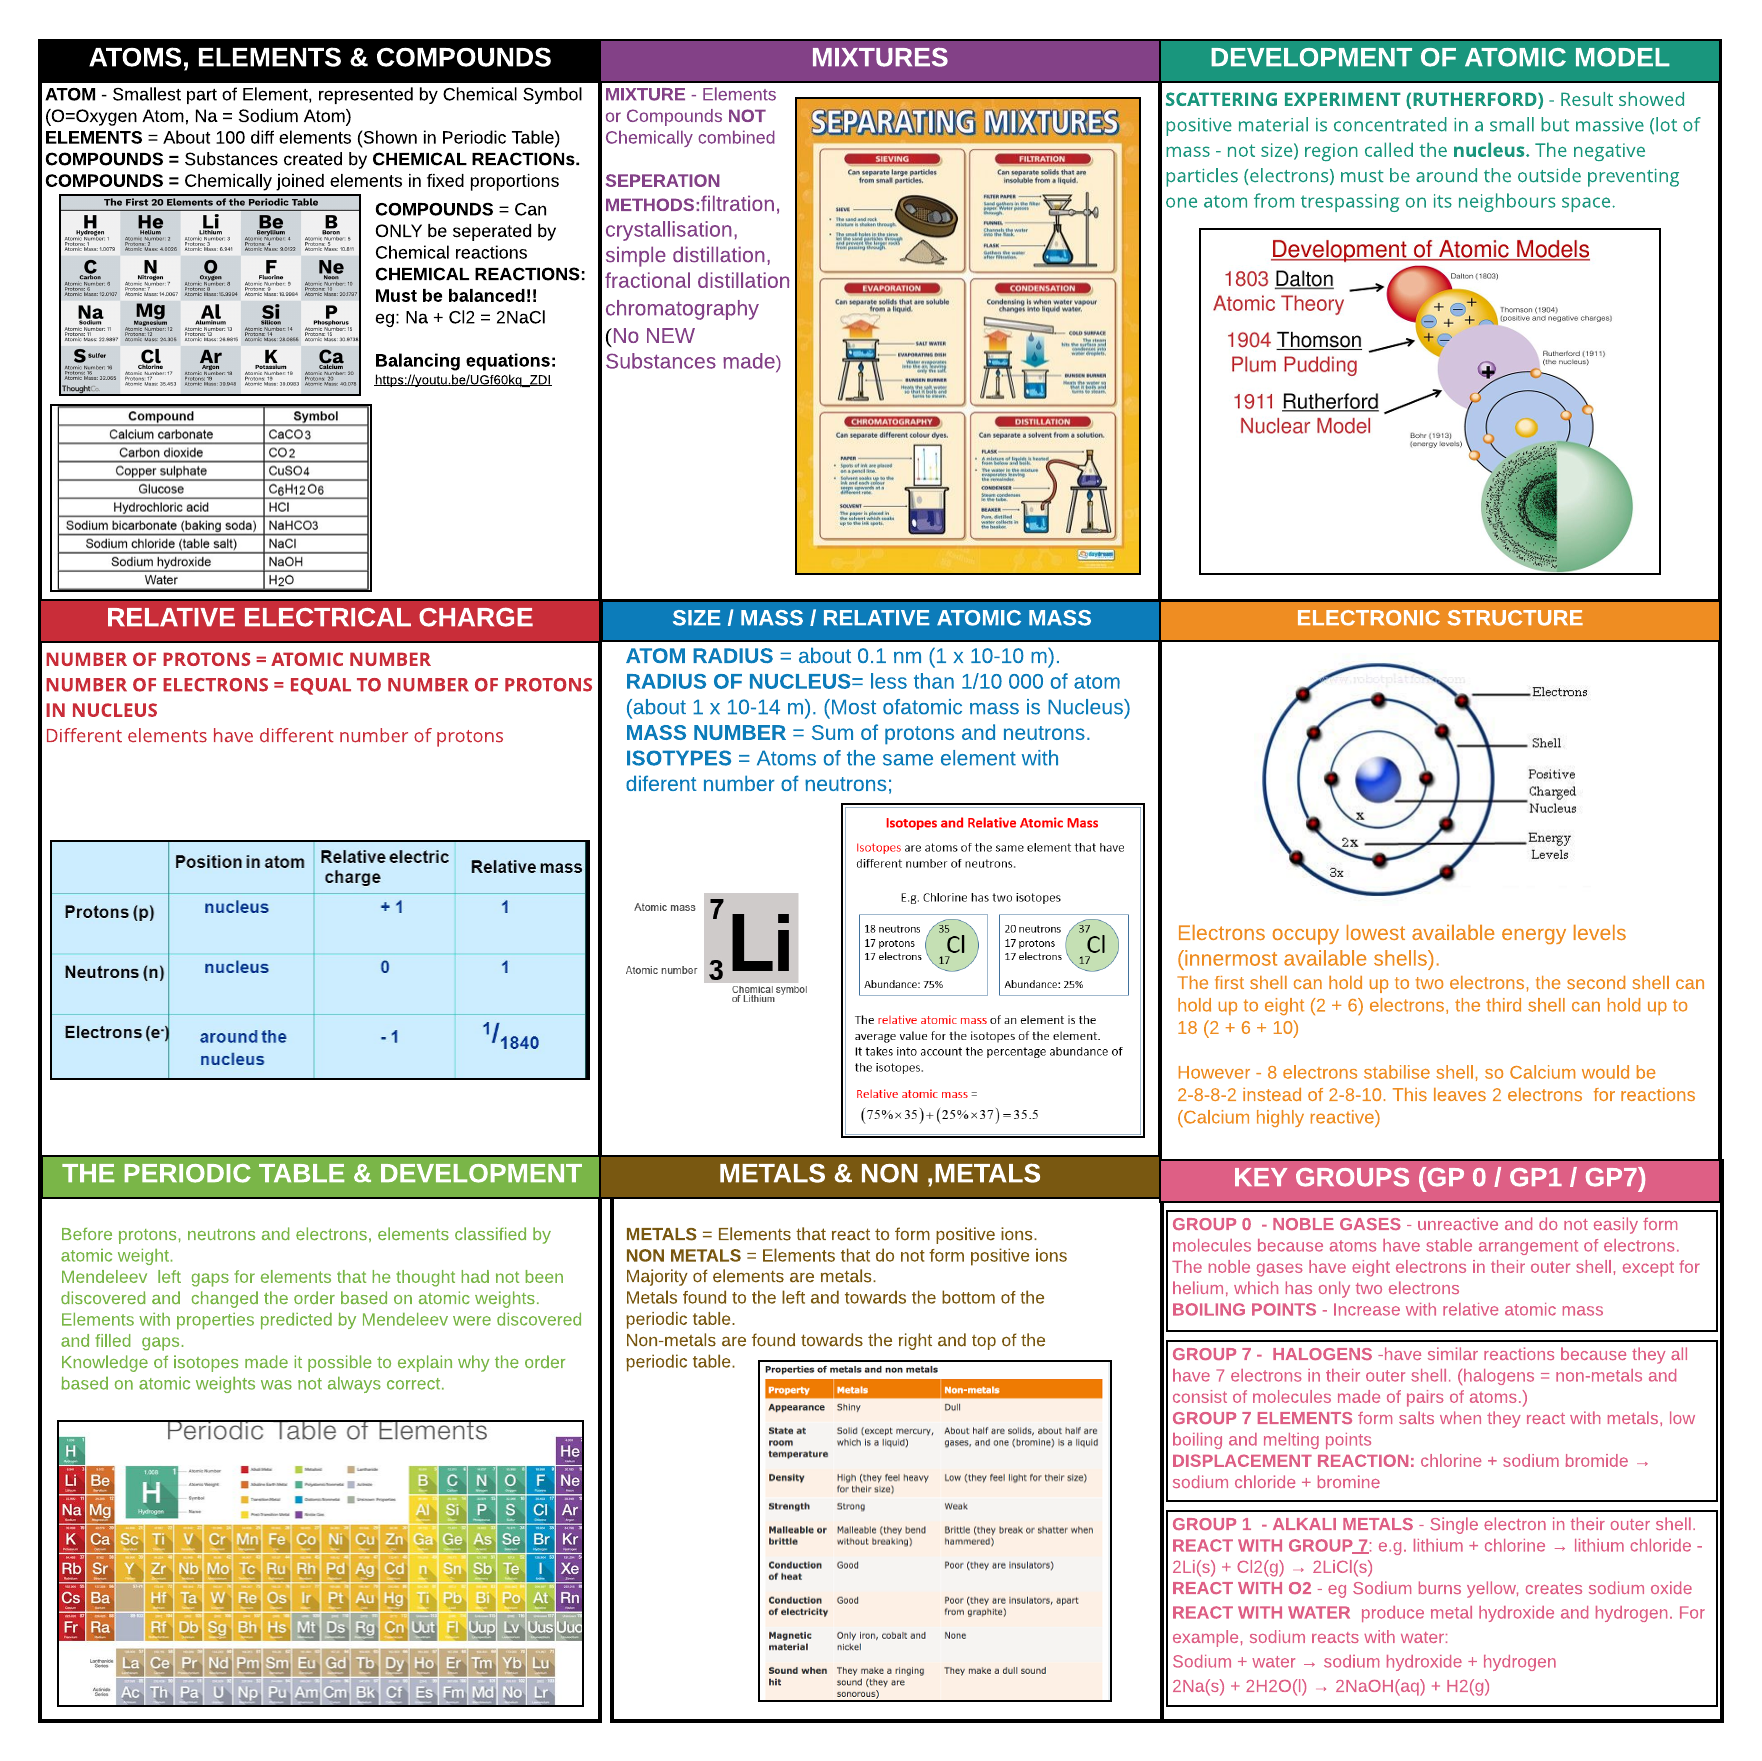 ATOMS, ELEMENTS & COMPOUNDS
ATOM - Smallest part of Element, represented by Chemical Symbol
(O=Oxygen Atom, Na = Sodium Atom)
ELEMENTS = About 100 diff elements (Shown in Periodic Table)
COMPOUNDS = Substances created by CHEMICAL REACTIONs.
COMPOUNDS = Chemically joined elements in fixed proportions
The First 20 Elements of the Periodic Table
H He Li Be B
Hydrogen Helium Lithium Beryllium Boron
C N O F Ne
Carbon Nitrogen Oxygen Fluorine Neon
Na Mg Al Si P
Sodium Magnesium Aluminum Silicon Phosphorus
S Sulfer Cl Ar K Ca
Chlorine Argon Potassium Calcium
ThoughtCo.
COMPOUNDS = Can
ONLY be seperated by
Chemical reactions
CHEMICAL REACTIONS:
Must be balanced!!
eg: Na + Cl2 = 2NaCl
Balancing equations:
https://youtu.be/UGf60kq_ZDI
Compound Symbol
Calcium carbonate CaCO3
Carbon dioxide CO2
Copper sulphate CuSO4
Glucose C6H12O6
Hydrochloric acid HCl
Sodium bicarbonate (baking soda) NaHCO3
Sodium chloride (table salt) NaCl
Sodium hydroxide NaOH
Water H2O
MIXTURES
MIXTURE - Elements
or Compounds NOT
Chemically combined
SEPERATION
METHODS:filtration,
crystallisation,
simple distillation,
fractional distillation
chromatography
(No NEW
Substances made)
SEPARATING MIXTURES
SIEVING
Can separate large particles
from small particles.
SIEVE
FILTRATION
Can separate solids that are
insoluble from a liquid.
FILTER PAPER
FUNNEL
FLASK
EVAPORATION
Can separate solids that are soluble
from a liquid.
SALT WATER
EVAPORATING DISH
BUNSEN BURNER
CONDENSATION
Condensing is when water vapour
changes into liquid water.
COLD SURFACE
BUNSEN BURNER
CHROMATOGRAPHY
Can separate different colour dyes.
PAPER
SOLVENT
DISTILLATION
Can separate a solvent from a solution.
FLASK
CONDENSER
BEAKER
daydream
DEVELOPMENT OF ATOMIC MODEL
SCATTERING EXPERIMENT (RUTHERFORD) - Result showed
positive material is concentrated in a small but massive (lot of
mass - not size) region called the nucleus. The negative
particles (electrons) must be around the outside preventing
one atom from trespassing on its neighbours space.
Development of Atomic Models
1803 Dalton
Atomic Theory
1904 Thomson
Plum Pudding
1911 Rutherford
Nuclear Model
Dalton (1803)
Thomson (1904)
(positive and negative charges)
Rutherford (1911)
(the nucleus)
Bohr (1913)
(energy levels)
RELATIVE ELECTRICAL CHARGE
NUMBER OF PROTONS = ATOMIC NUMBER
NUMBER OF ELECTRONS = EQUAL TO NUMBER OF PROTONS
IN NUCLEUS
Different elements have different number of protons
Position in atom Relative electric charge Relative mass
Protons (p) nucleus + 1 1
Neutrons (n) nucleus 0 1
Electrons (e-) around the nucleus - 1 1/1840
SIZE / MASS / RELATIVE ATOMIC MASS
ATOM RADIUS = about 0.1 nm (1 x 10-10 m).
RADIUS OF NUCLEUS= less than 1/10 000 of atom
(about 1 x 10-14 m). (Most ofatomic mass is Nucleus)
MASS NUMBER = Sum of protons and neutrons.
ISOTYPES = Atoms of the same element with
diferent number of neutrons;
Atomic mass 7
Li
Atomic number 3
Chemical symbol
of Lithium
Isotopes and Relative Atomic Mass
Isotopes are atoms of the same element that have
different number of neutrons.
E.g. Chlorine has two isotopes
18 neutrons
17 protons
17 electrons
35 Cl 17
Abundance: 75%
20 neutrons
17 protons
17 electrons
37 Cl 17
Abundance: 25%
The relative atomic mass of an element is the
average value for the isotopes of the element.
It takes into account the percentage abundance of
the isotopes.
Relative atomic mass =
(75%×35)+(25%×37)=35.5
ELECTRONIC STRUCTURE
Electrons
Shell
Positive
Charged
Nucleus
Energy
Levels
x
2x
3x
Electrons occupy lowest available energy levels
(innermost available shells).
The first shell can hold up to two electrons, the second shell can
hold up to eight (2 + 6) electrons, the third shell can hold up to
18 (2 + 6 + 10)
However - 8 electrons stabilise shell, so Calcium would be
2-8-8-2 instead of 2-8-10. This leaves 2 electrons for reactions
(Calcium highly reactive)
THE PERIODIC TABLE & DEVELOPMENT
Before protons, neutrons and electrons, elements classified by
atomic weight.
Mendeleev left gaps for elements that he thought had not been
discovered and changed the order based on atomic weights.
Elements with properties predicted by Mendeleev were discovered
and filled gaps.
Knowledge of isotopes made it possible to explain why the order
based on atomic weights was not always correct.
Periodic Table of Elements
H He
Li Be B C N O F Ne
H
Hydrogen
Na Mg Al Si P S Cl Ar
K Ca Sc Ti V Cr Mn Fe Co Ni Cu Zn Ga Ge As Se Br Kr
Rb Sr Y Zr Nb Mo Tc Ru Rh Pd Ag Cd n Sn Sb Te I Xe
Cs Ba Hf Ta W Re Os Ir Pt Au Hg Ti Pb Bi Po At Rn
Fr Ra Rf Db Sg Bh Hs Mt Ds Rg Cn Uut Fl Uup Lv Uus Uuo
La Ce Pr Nd Pm Sm Eu Gd Tb Dy Ho Er Tm Yb Lu
Ac Th Pa U Np Pu Am Cm Bk Cf Es Fm Md No Lr
METALS & NON ,METALS
METALS = Elements that react to form positive ions.
NON METALS = Elements that do not form positive ions
Majority of elements are metals.
Metals found to the left and towards the bottom of the
periodic table.
Non-metals are found towards the right and top of the
periodic table.
Properties of metals and non metals
Property Metals Non-metals
Appearance Shiny Dull
State at room temperature Solid (except mercury, which is a liquid) About half are solids, about half are gases, and one (bromine) is a liquid
Density High (they feel heavy for their size) Low (they feel light for their size)
Strength Strong Weak
Malleable or brittle Malleable (they bend without breaking) Brittle (they break or shatter when hammered)
Conduction of heat Good Poor (they are insulators)
Conduction of electricity Good Poor (they are insulators, apart from graphite)
Magnetic material Only iron, cobalt and nickel None
Sound when hit They make a ringing sound (they are sonorous) They make a dull sound
KEY GROUPS (GP 0 / GP1 / GP7)
GROUP 0 - NOBLE GASES - unreactive and do not easily form
molecules because atoms have stable arrangement of electrons.
The noble gases have eight electrons in their outer shell, except for
helium, which has only two electrons
BOILING POINTS - Increase with relative atomic mass
GROUP 7 - HALOGENS -have similar reactions because they all
have 7 electrons in their outer shell. (halogens = non-metals and
consist of molecules made of pairs of atoms.)
GROUP 7 ELEMENTS form salts when they react with metals, low
boiling and melting points
DISPLACEMENT REACTION: chlorine + sodium bromide →
sodium chloride + bromine
GROUP 1 - ALKALI METALS - Single electron in their outer shell.
REACT WITH GROUP 7: e.g. lithium + chlorine → lithium chloride -
2Li(s) + Cl2(g) → 2LiCl(s)
REACT WITH O2 - eg Sodium burns yellow, creates sodium oxide
REACT WITH WATER produce metal hydroxide and hydrogen. For
example, sodium reacts with water:
Sodium + water → sodium hydroxide + hydrogen
2Na(s) + 2H2O(l) → 2NaOH(aq) + H2(g)